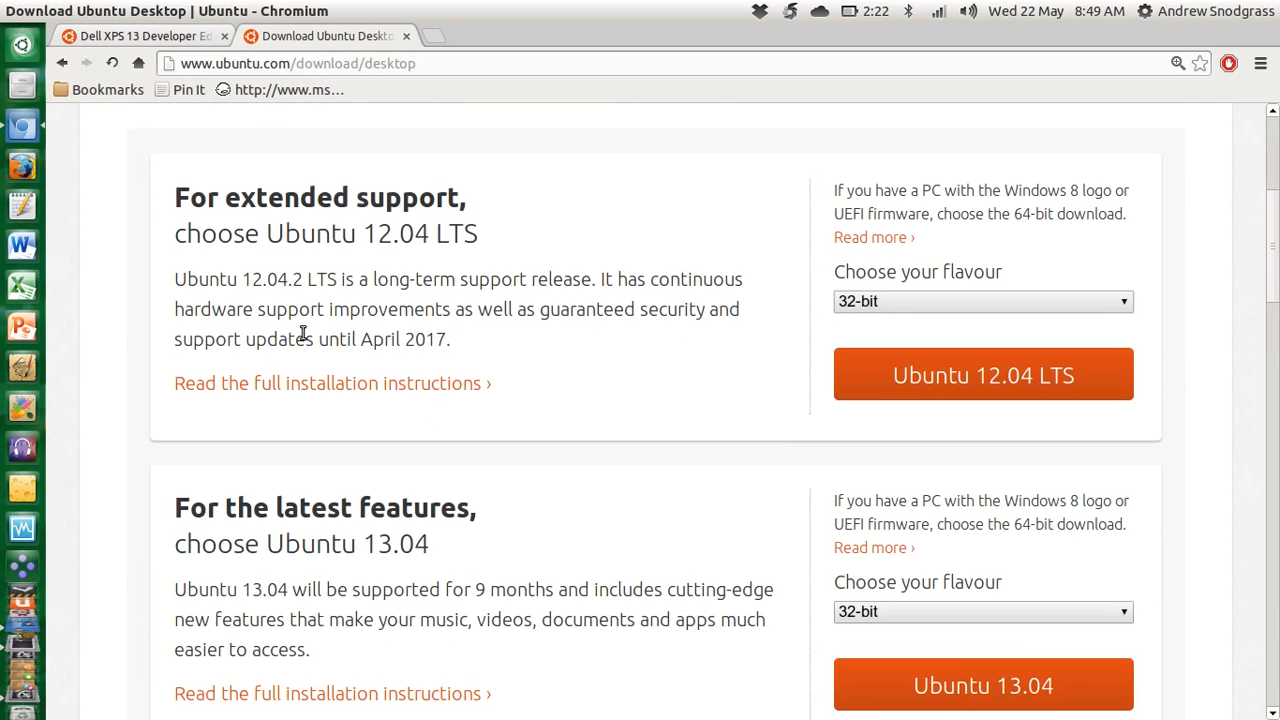 Download Ubuntu Desktop | Ubuntu - Chromium
2:22
Wed 22 May
8:49 AM
Andrew Snodgrass
Dell XPS 13 Developer Ed
Download Ubuntu Deskto
www.ubuntu.com/download/desktop
Bookmarks
Pin It
http://www.ms...
For extended support,
choose Ubuntu 12.04 LTS
Ubuntu 12.04.2 LTS is a long-term support release. It has continuous
hardware support improvements as well as guaranteed security and
support updates until April 2017.
Read the full installation instructions ›
If you have a PC with the Windows 8 logo or
UEFI firmware, choose the 64-bit download.
Read more ›
Choose your flavour
32-bit
Ubuntu 12.04 LTS
For the latest features,
choose Ubuntu 13.04
Ubuntu 13.04 will be supported for 9 months and includes cutting-edge
new features that make your music, videos, documents and apps much
easier to access.
Read the full installation instructions ›
If you have a PC with the Windows 8 logo or
UEFI firmware, choose the 64-bit download.
Read more ›
Choose your flavour
32-bit
Ubuntu 13.04